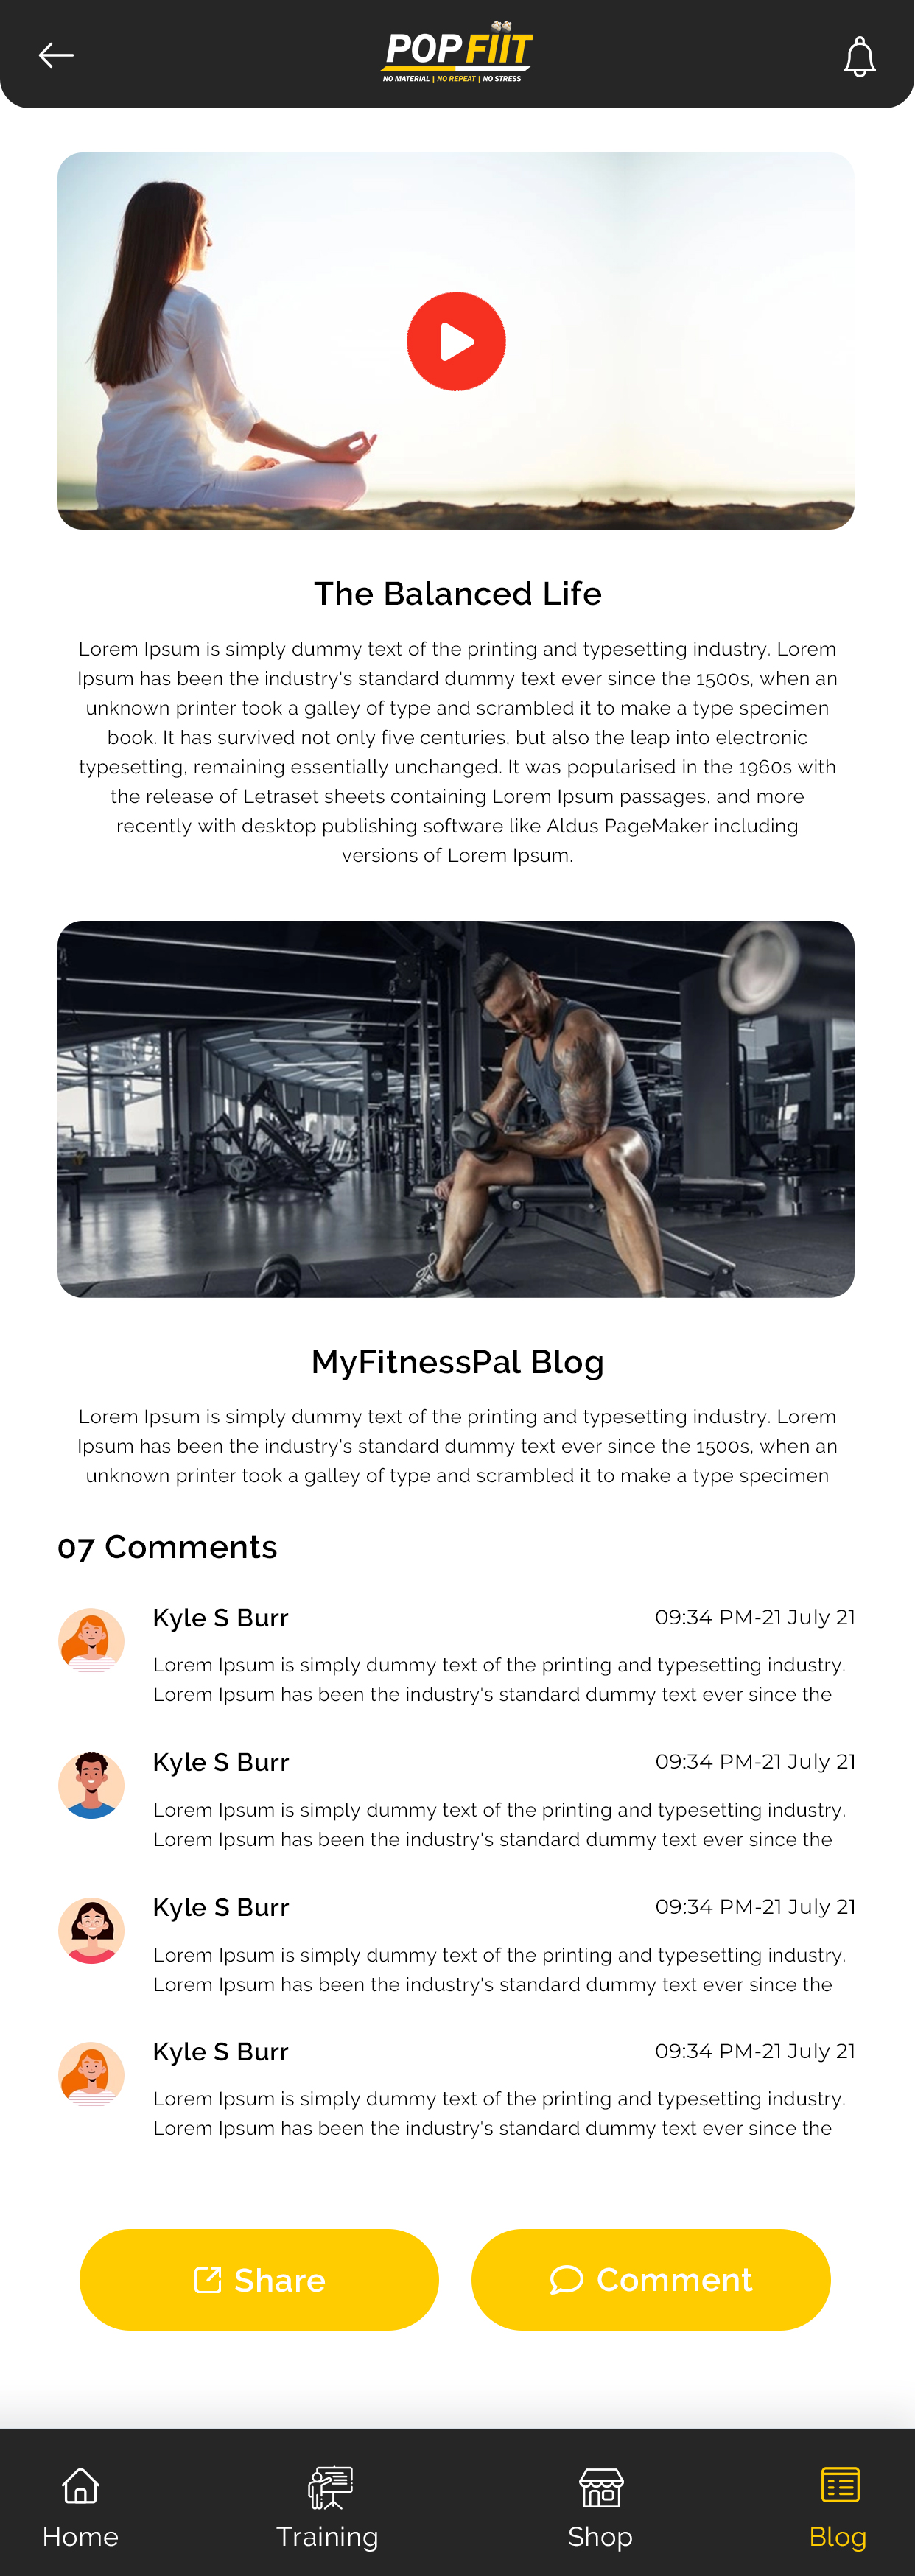 POP FIIT
NO MATERIAL | NO REPEAT | NO STRESS
The Balanced Life
Lorem Ipsum is simply dummy text of the printing and typesetting industry. Lorem
Ipsum has been the industry's standard dummy text ever since the 1500s, when an
unknown printer took a galley of type and scrambled it to make a type specimen
book. It has survived not only five centuries, but also the leap into electronic
typesetting, remaining essentially unchanged. It was popularised in the 1960s with
the release of Letraset sheets containing Lorem Ipsum passages, and more
recently with desktop publishing software like Aldus PageMaker including
versions of Lorem Ipsum.
MyFitnessPal Blog
Lorem Ipsum is simply dummy text of the printing and typesetting industry. Lorem
Ipsum has been the industry's standard dummy text ever since the 1500s, when an
unknown printer took a galley of type and scrambled it to make a type specimen
07 Comments
Kyle S Burr 09:34 PM-21 July 21
Lorem Ipsum is simply dummy text of the printing and typesetting industry.
Lorem Ipsum has been the industry's standard dummy text ever since the
Kyle S Burr 09:34 PM-21 July 21
Lorem Ipsum is simply dummy text of the printing and typesetting industry.
Lorem Ipsum has been the industry's standard dummy text ever since the
Kyle S Burr 09:34 PM-21 July 21
Lorem Ipsum is simply dummy text of the printing and typesetting industry.
Lorem Ipsum has been the industry's standard dummy text ever since the
Kyle S Burr 09:34 PM-21 July 21
Lorem Ipsum is simply dummy text of the printing and typesetting industry.
Lorem Ipsum has been the industry's standard dummy text ever since the
Share Comment
Home Training Shop Blog